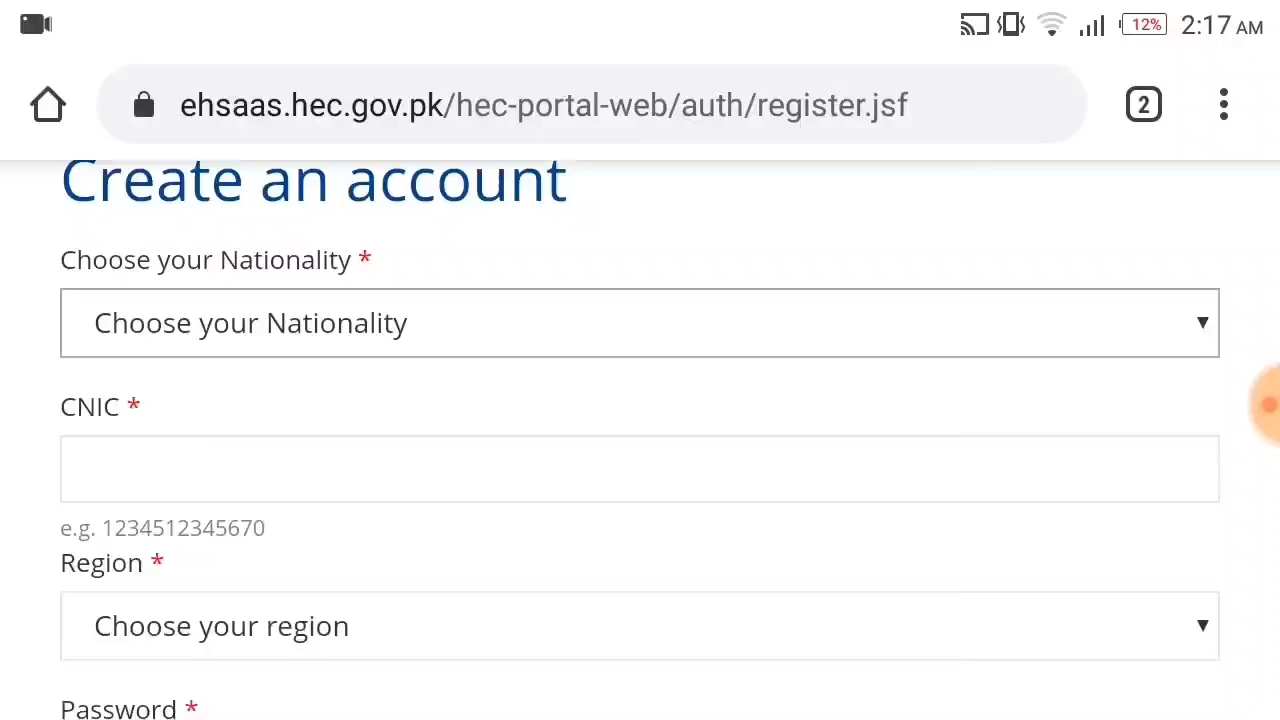 12% 2:17 AM
ehsaas.hec.gov.pk/hec-portal-web/auth/register.jsf 2
Create an account
Choose your Nationality *
Choose your Nationality
CNIC *
e.g. 1234512345670
Region *
Choose your region
Password *